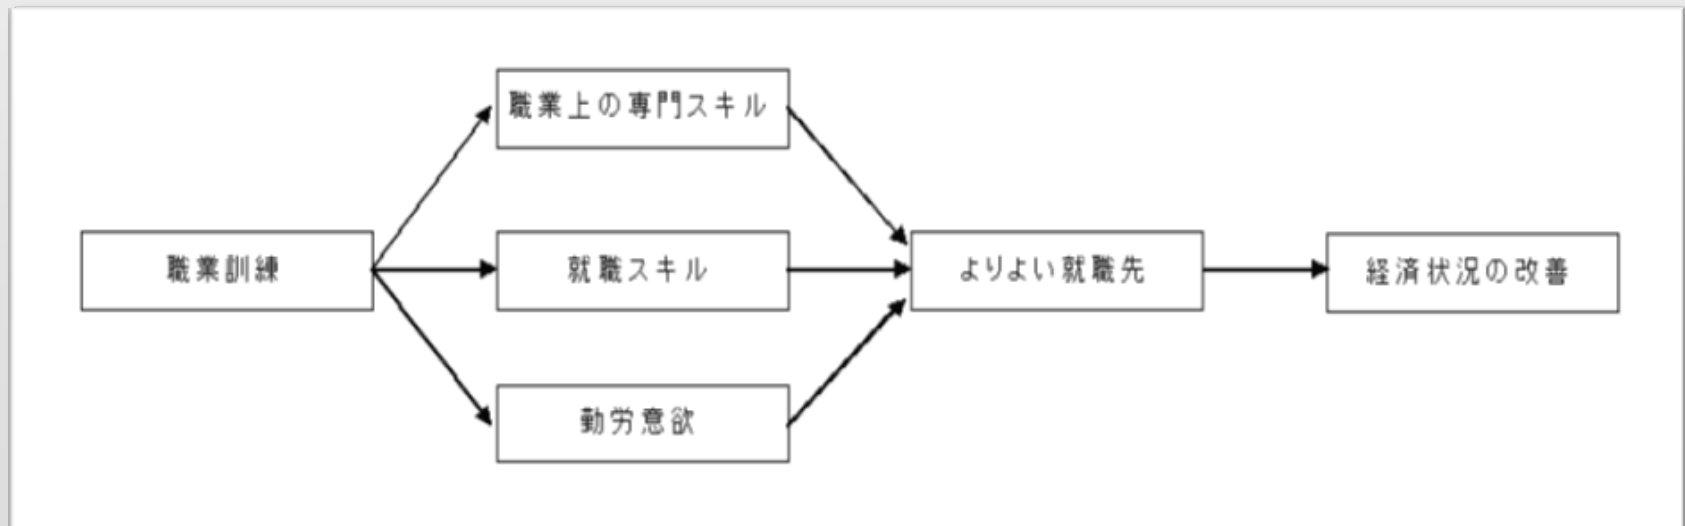 職業上の専門スキル
職業訓練
就職スキル
よりよい就職先
経済状況の改善
勤労意欲